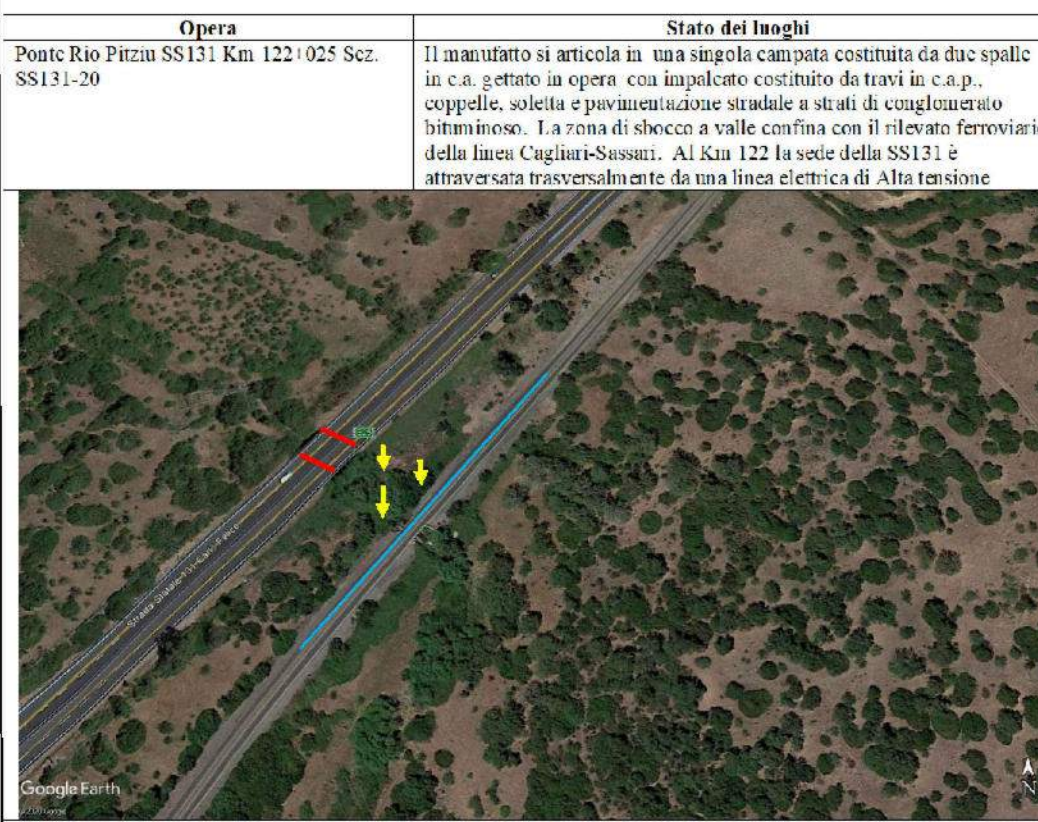 Opera
Stato dei luoghi
Ponte Rio Pitziu SS131 Km 122+025 Sez.
SS131-20
Il manufatto si articola in una singola campata costituita da due spalle
in c.a. gettato in opera con impalcato costituito da travi in c.a.p.,
coppelle, soletta e pavimentazione stradale a strati di conglomerato
bituminoso. La zona di sbocco a valle confina con il rilevato ferroviari
della linea Cagliari-Sassari. Al Km 122 la sede della SS131 è
attraversata trasversalmente da una linea elettrica di Alta tensione
Strada Statale 131 Carlo Felice
Google Earth
N